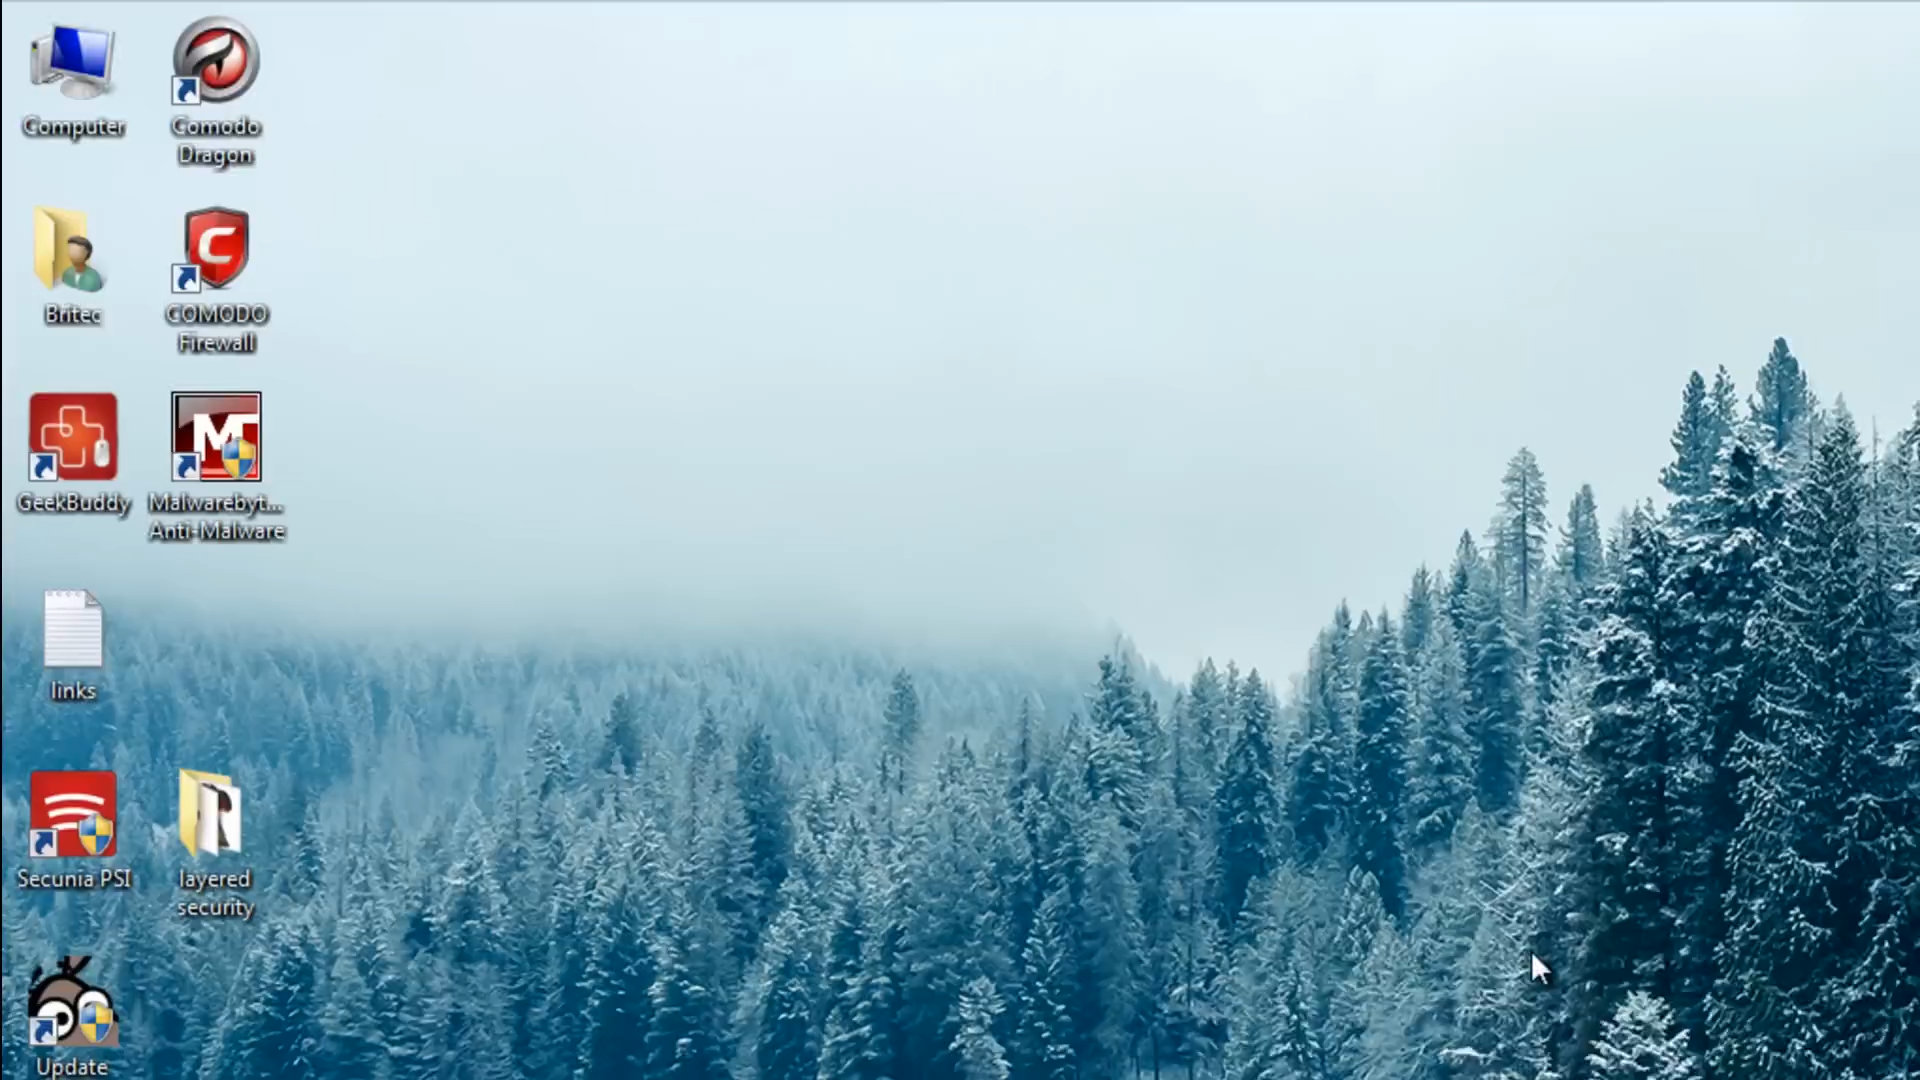 Computer
Comodo
Dragon
Britec
COMODO
Firewall
GeekBuddy
Malwarebyt...
Anti-Malware
links
Secunia PSI
layered
security
Update